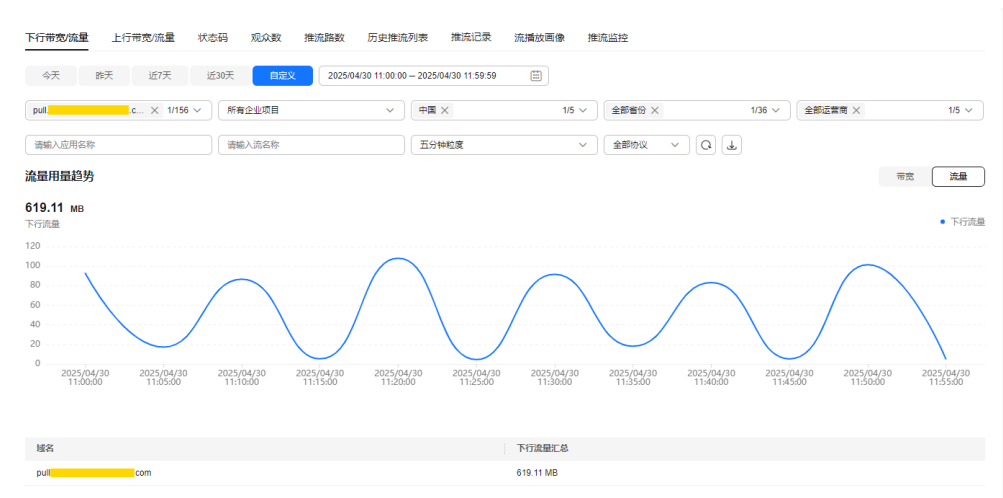 下行带宽/流量 上行带宽/流量 状态码 观众数 推流路数 历史推流列表 推流记录 流播放画像 推流监控
今天 昨天 近7天 近30天 自定义 2025/04/30 11:00:00 — 2025/04/30 11:59:59
pull. .c... × 1/156 所有企业项目 中国 × 1/5 全部省份 × 1/36 全部运营商 × 1/5
请输入应用名称 请输入流名称 五分钟粒度 全部协议
流量用量趋势 带宽 流量
619.11 MB
下行流量 下行流量
120
100
80
60
40
20
0
2025/04/30 2025/04/30 2025/04/30 2025/04/30 2025/04/30 2025/04/30 2025/04/30 2025/04/30 2025/04/30 2025/04/30 2025/04/30 2025/04/30
11:00:00 11:05:00 11:10:00 11:15:00 11:20:00 11:25:00 11:30:00 11:35:00 11:40:00 11:45:00 11:50:00 11:55:00
域名 下行流量汇总
pull com 619.11 MB